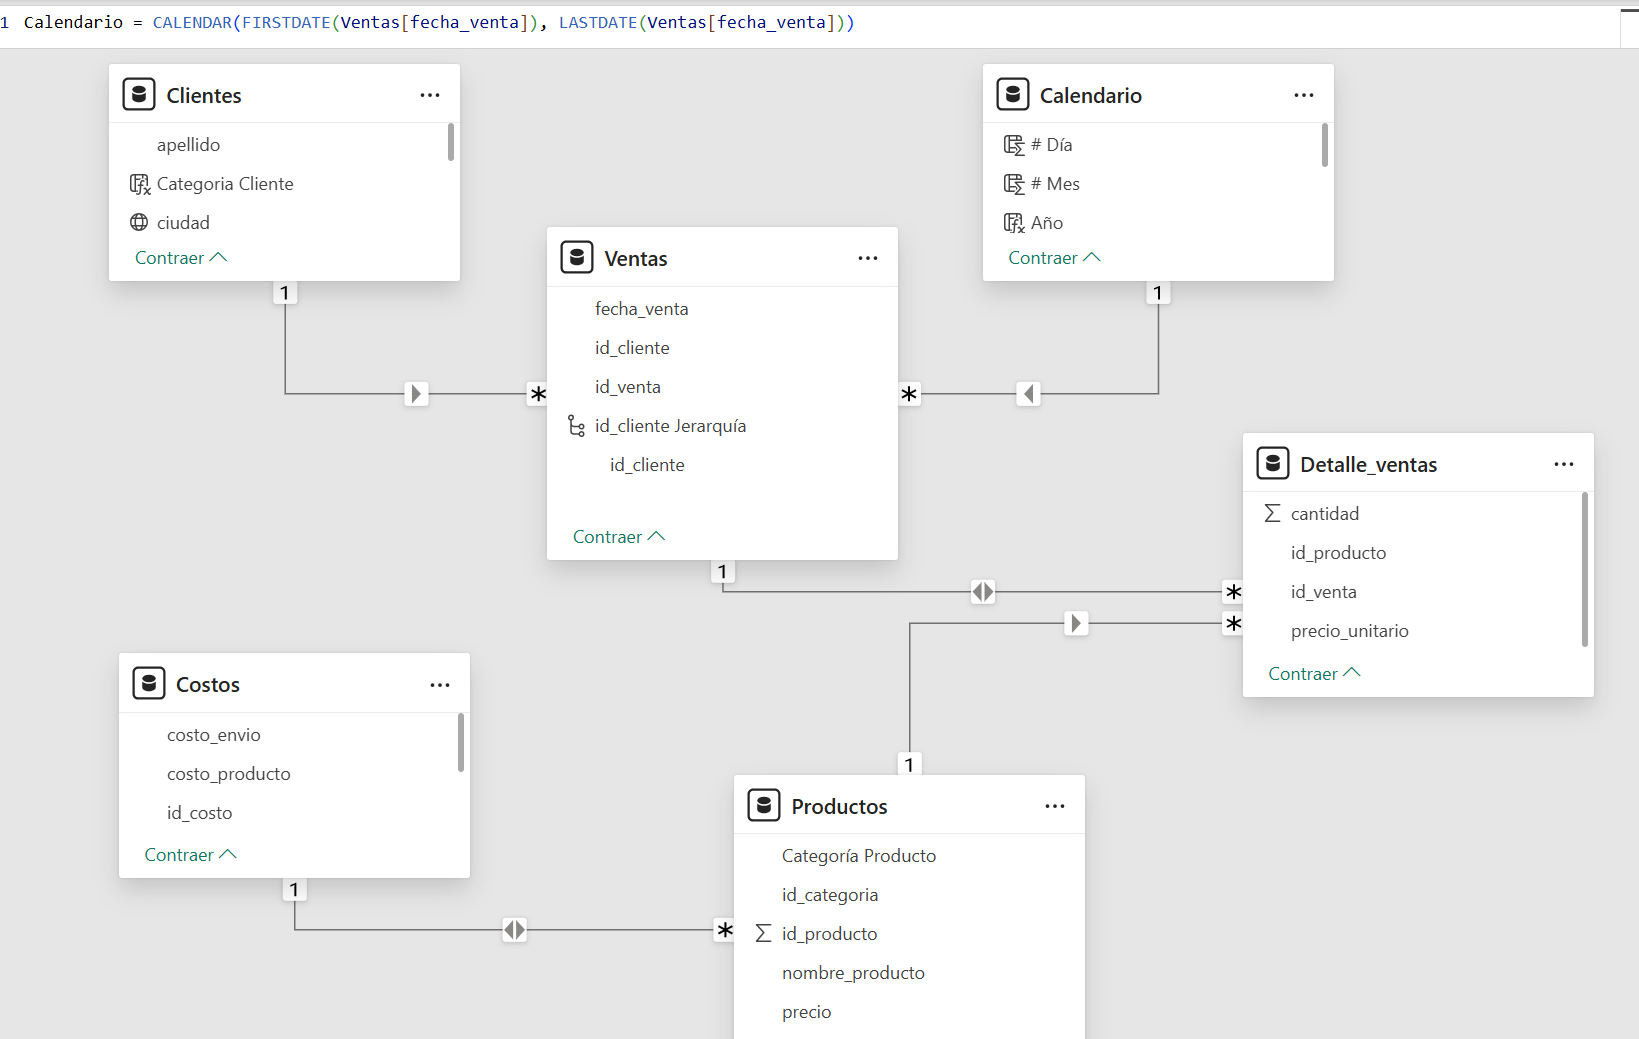 1 Calendario = CALENDAR(FIRSTDATE(Ventas[fecha_venta]), LASTDATE(Ventas[fecha_venta]))
Clientes
apellido
Categoria Cliente
ciudad
Contraer
1
*
Calendario
# Día
# Mes
Año
Contraer
1
*
Ventas
fecha_venta
id_cliente
id_venta
id_cliente Jerarquía
id_cliente
Contraer
1
*
Detalle_ventas
cantidad
id_producto
id_venta
precio_unitario
Contraer
*
Costos
costo_envio
costo_producto
id_costo
Contraer
1
*
1
Productos
Categoría Producto
id_categoria
id_producto
nombre_producto
precio